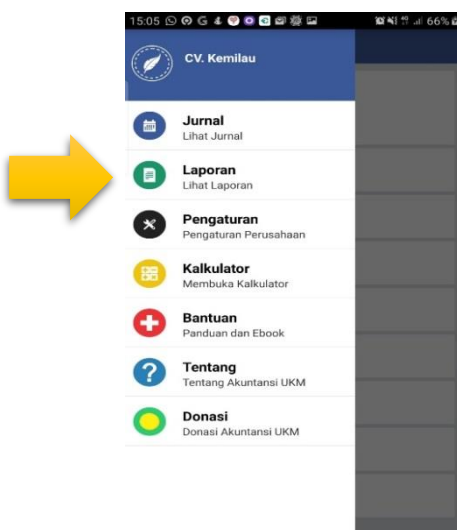 15:05 66%
CV. Kemilau
Jurnal
Lihat Jurnal
Laporan
Lihat Laporan
Pengaturan
Pengaturan Perusahaan
Kalkulator
Membuka Kalkulator
Bantuan
Panduan dan Ebook
Tentang
Tentang Akuntansi UKM
Donasi
Donasi Akuntansi UKM